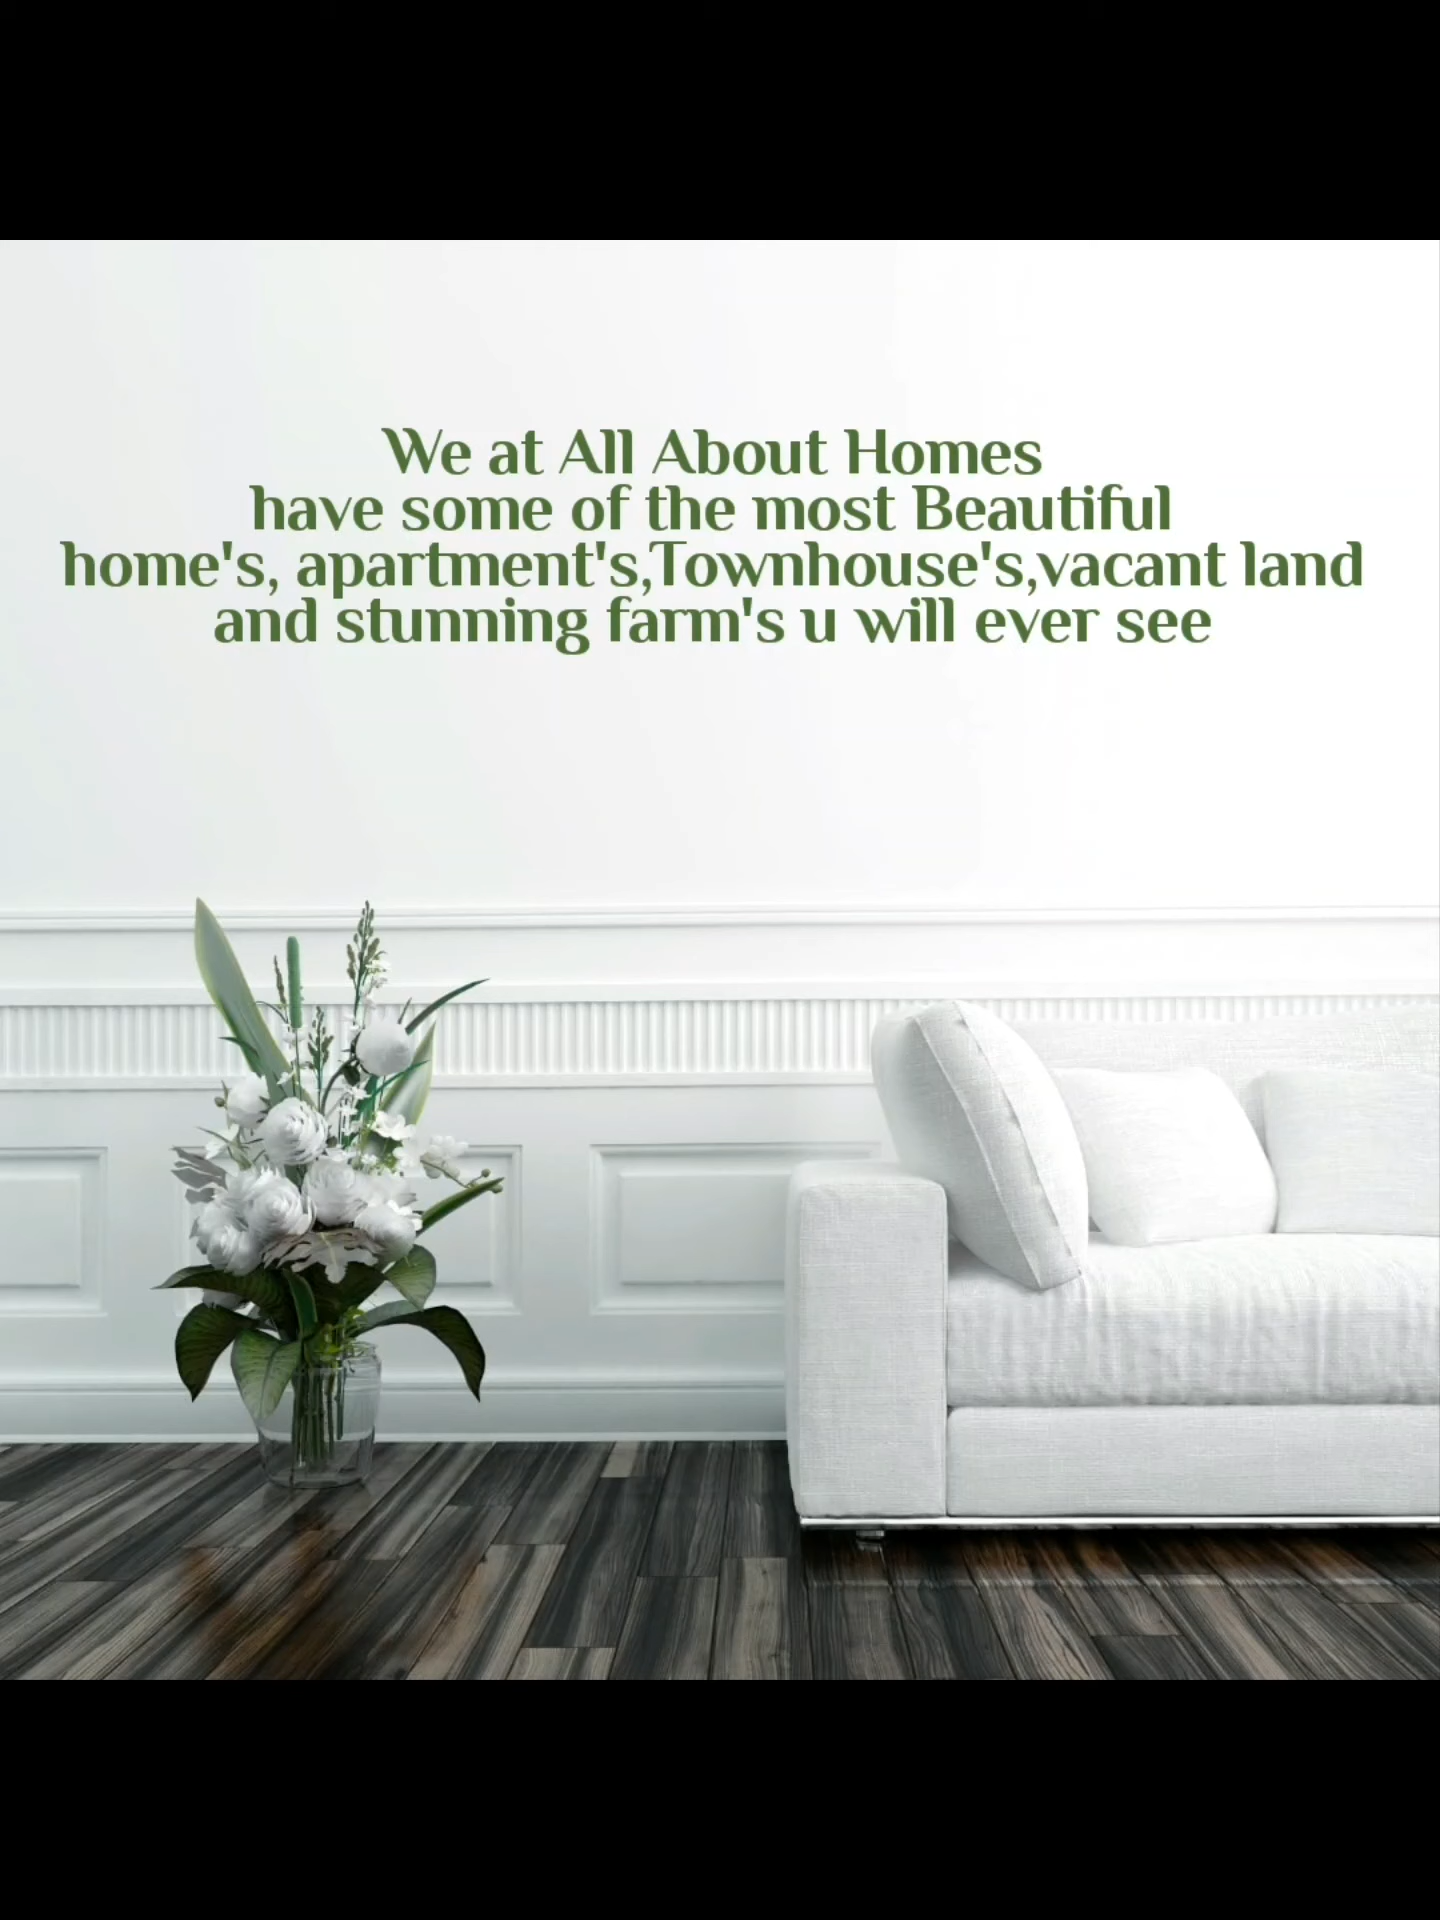 We at All About Homes
have some of the most Beautiful
home's, apartment's,Townhouse's,vacant land
and stunning farm's u will ever see